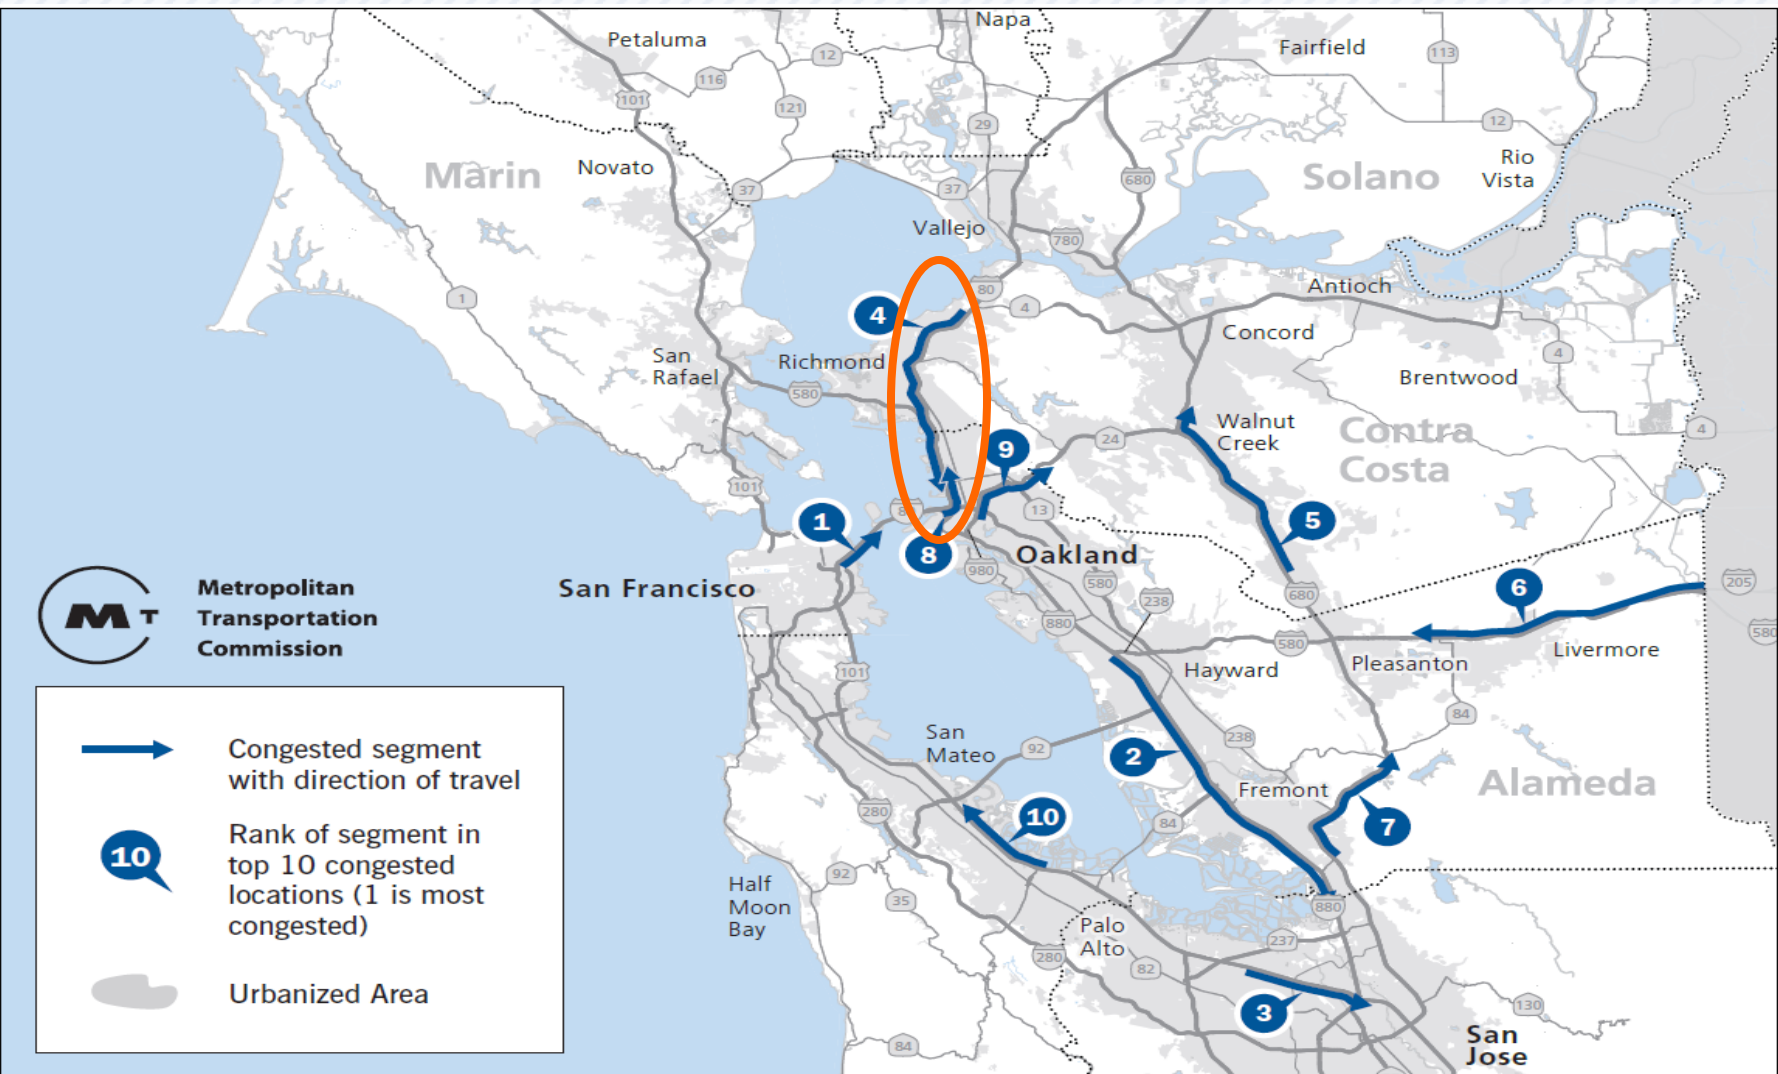 Napa
Petaluma
Fairfield
12
113
116
101
121
29
12
Novato
Marin
Rio
Vista
Solano
680
37
37
Vallejo
780
1
80
Antioch
4
Concord
San
Rafael
Richmond
4
4
Brentwood
580
Walnut
Creek
Contra
Costa
24
4
9
101
1
8
13
5
8
Oakland
980
580
San Francisco
238
680
6
205
Metropolitan
Transportation
Commission
M T
880
580
580
Hayward
Pleasanton
Livermore
101
84
San
Mateo
92
238
2
Fremont
Alameda
280
10
84
7
92
Half
Moon
Bay
35
880
Palo
Alto
237
280
82
3
130
San
Jose
84
Congested segment
with direction of travel
10
Rank of segment in
top 10 congested
locations (1 is most
congested)
Urbanized Area